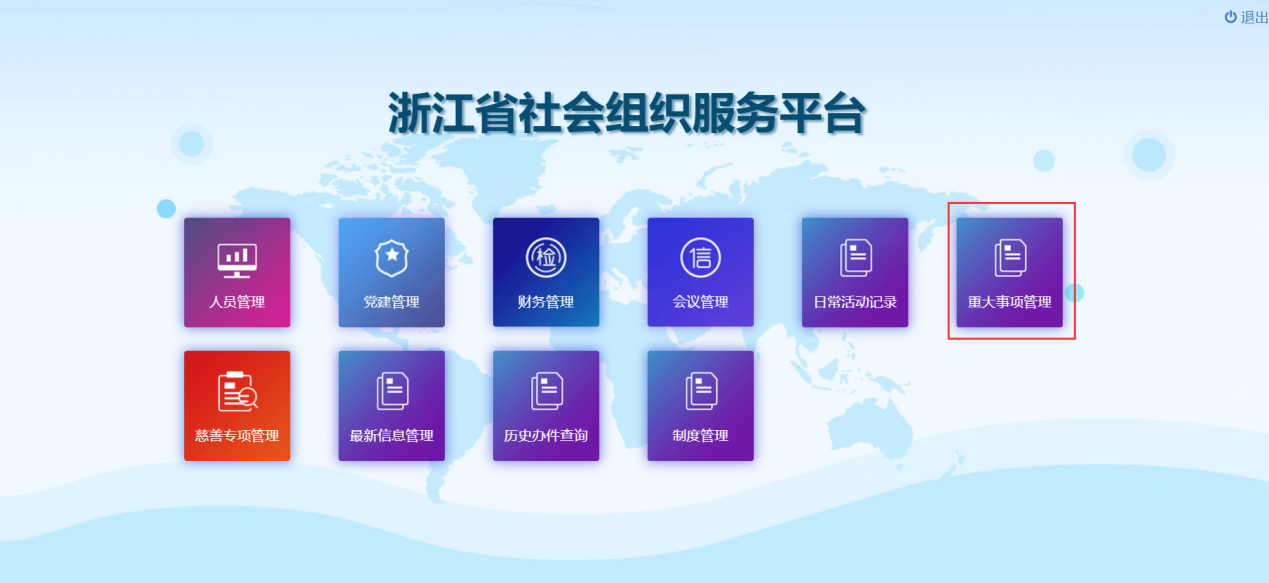 退出
浙江省社会组织服务平台
人员管理
党建管理
检
财务管理
信
会议管理
日常活动记录
重大事项管理
慈善专项管理
最新信息管理
历史办件查询
制度管理